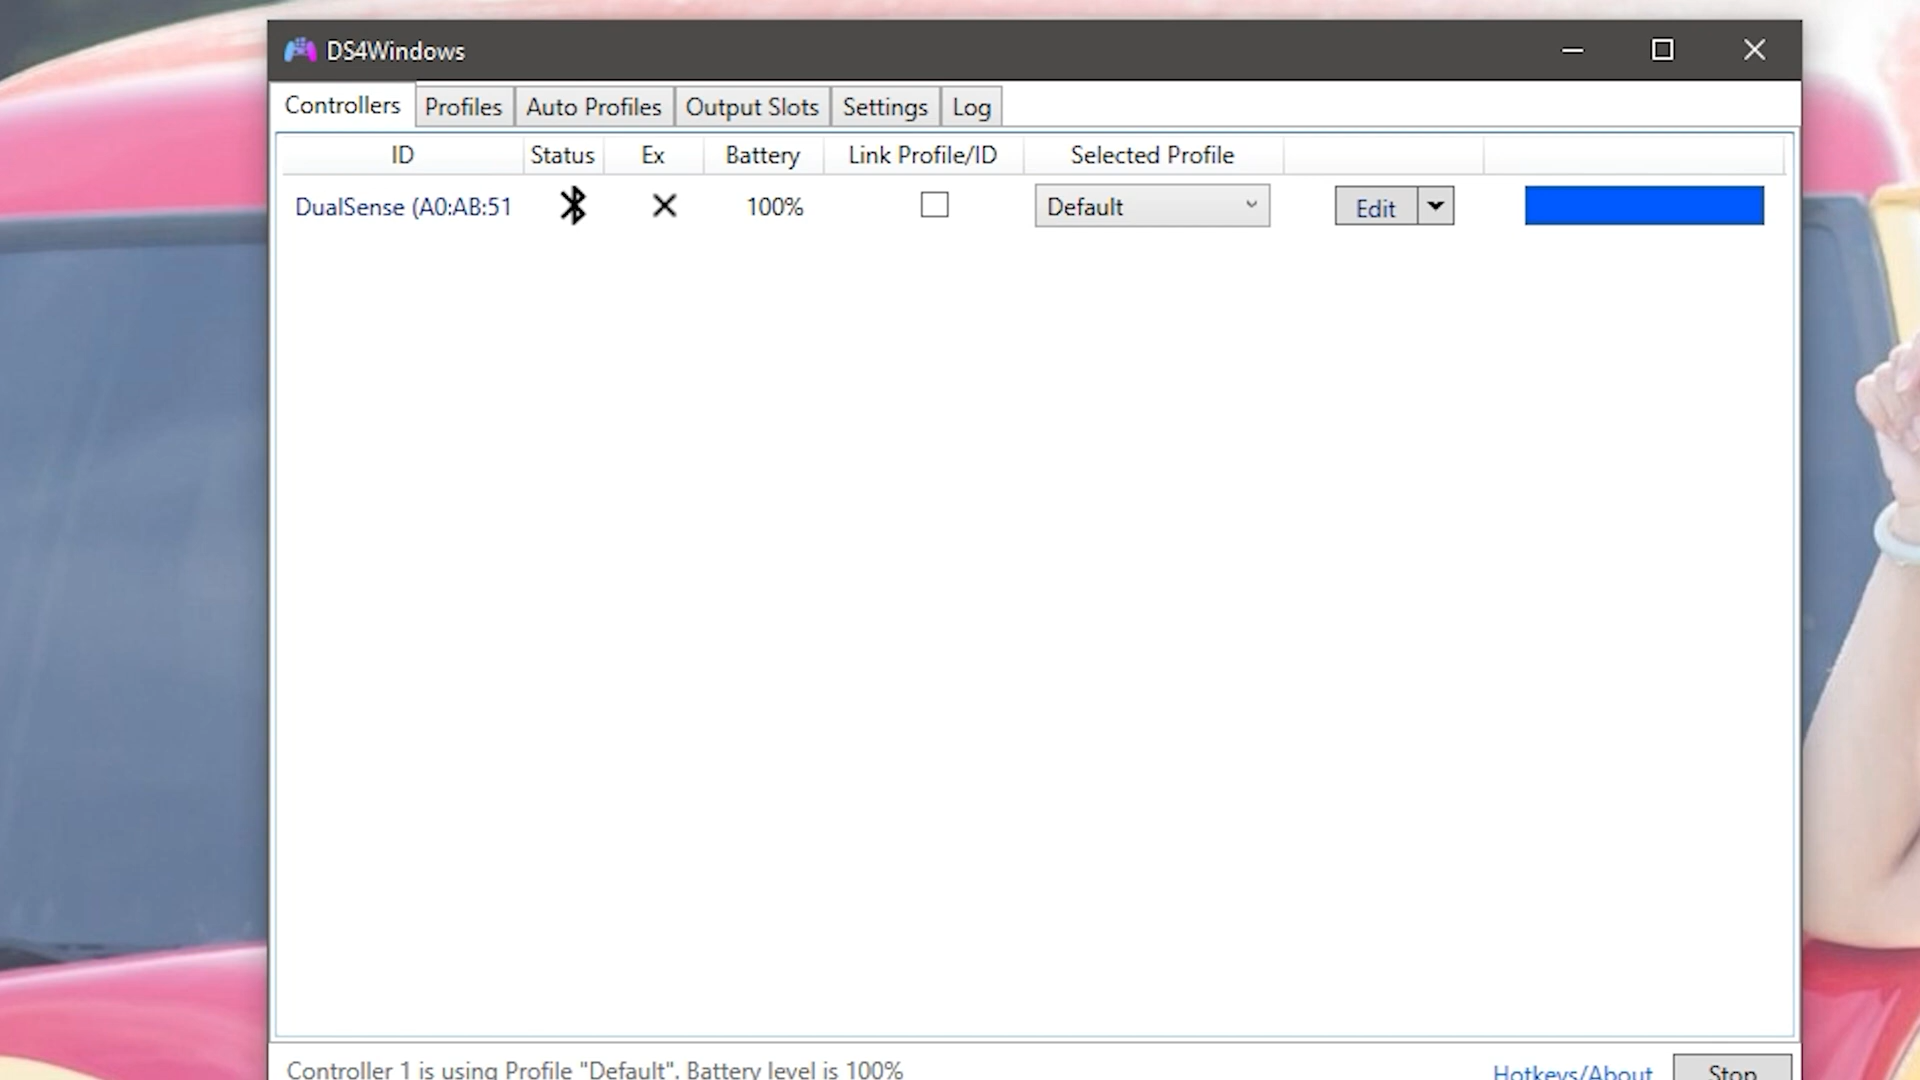 DS4Windows
Controllers Profiles Auto Profiles Output Slots Settings Log
ID Status Ex Battery Link Profile/ID Selected Profile
DualSense (A0:AB:51 100% Default Edit
Controller 1 is using Profile "Default". Battery level is 100% Hotkeys/About Stop